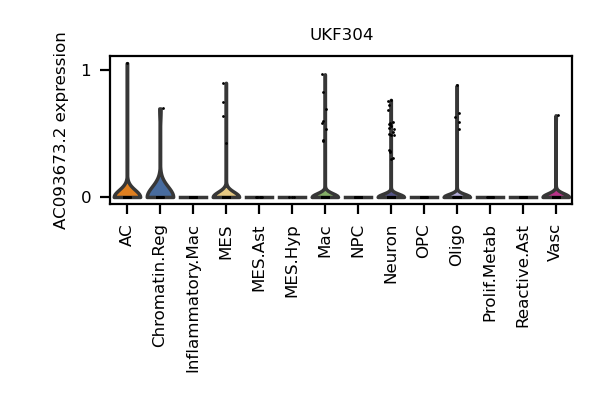 UKF304
AC093673.2 expression
1
0
AC
Chromatin.Reg
Inflammatory.Mac
MES
MES.Ast
MES.Hyp
Mac
NPC
Neuron
OPC
Oligo
Prolif.Metab
Reactive.Ast
Vasc